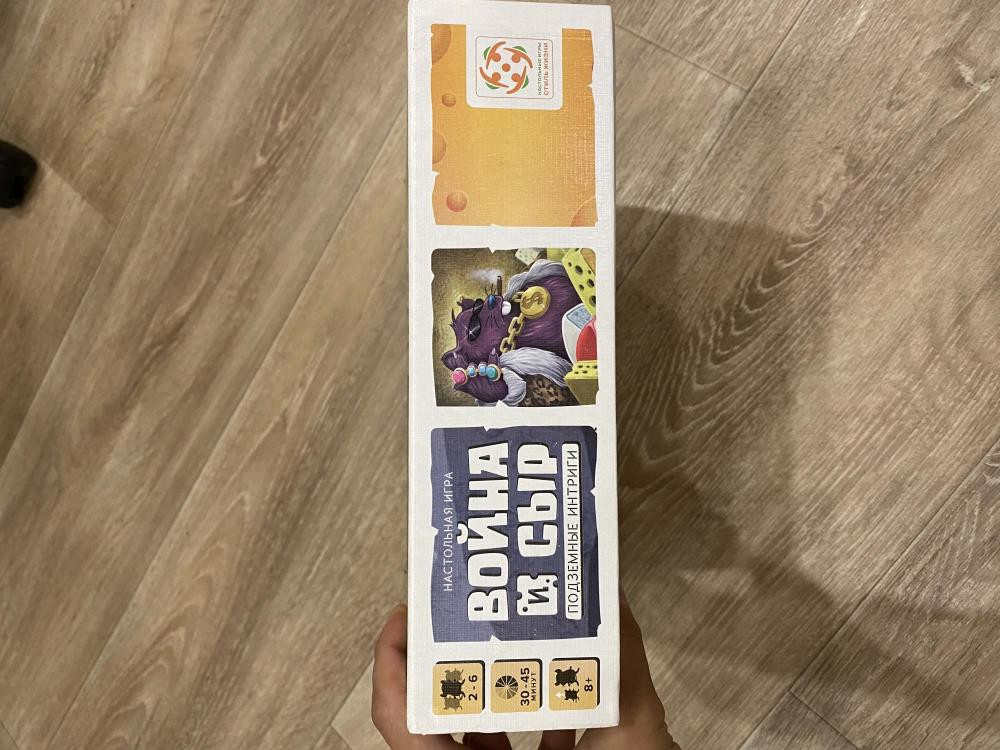 2 - 6
30 - 45
МИНУТ
8+
НАСТОЛЬНАЯ ИГРА
ВОЙНА
И СЫР
ПОДЗЕМНЫЕ ИНТРИГИ
$
НАСТОЛЬНЫЕ ИГРЫ
СТИЛЬ ЖИЗНИ